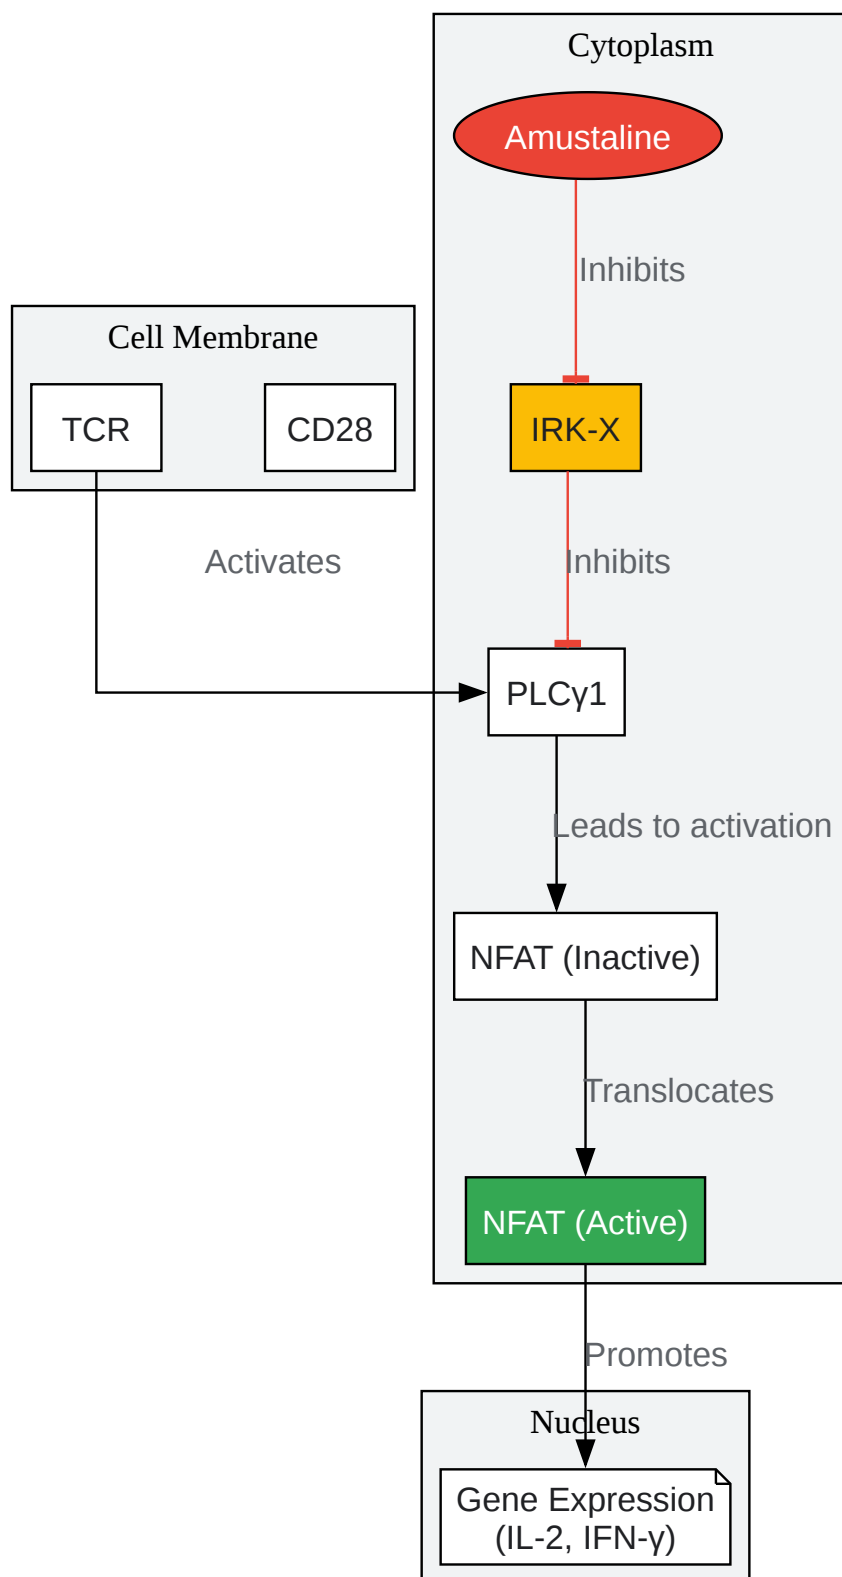 Cytoplasm
Amustaline
Inhibits
Cell Membrane
TCR
CD28
IRK-X
Activates
Inhibits
PLCγ1
Leads to activation
NFAT (Inactive)
Translocates
NFAT (Active)
Promotes
Nucleus
Gene Expression
(IL-2, IFN-γ)